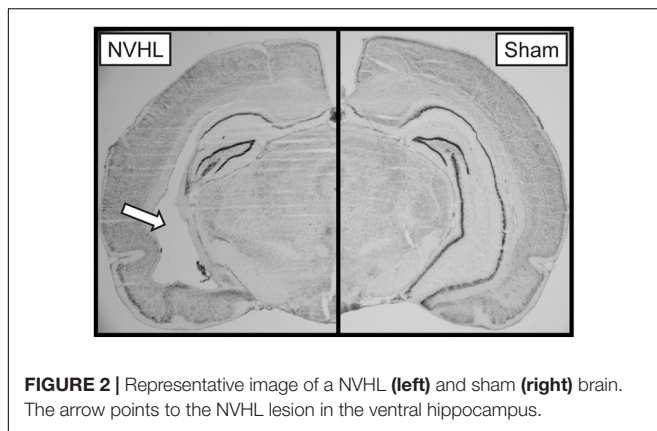 NVHL
Sham
FIGURE 2 | Representative image of a NVHL (left) and sham (right) brain.
The arrow points to the NVHL lesion in the ventral hippocampus.